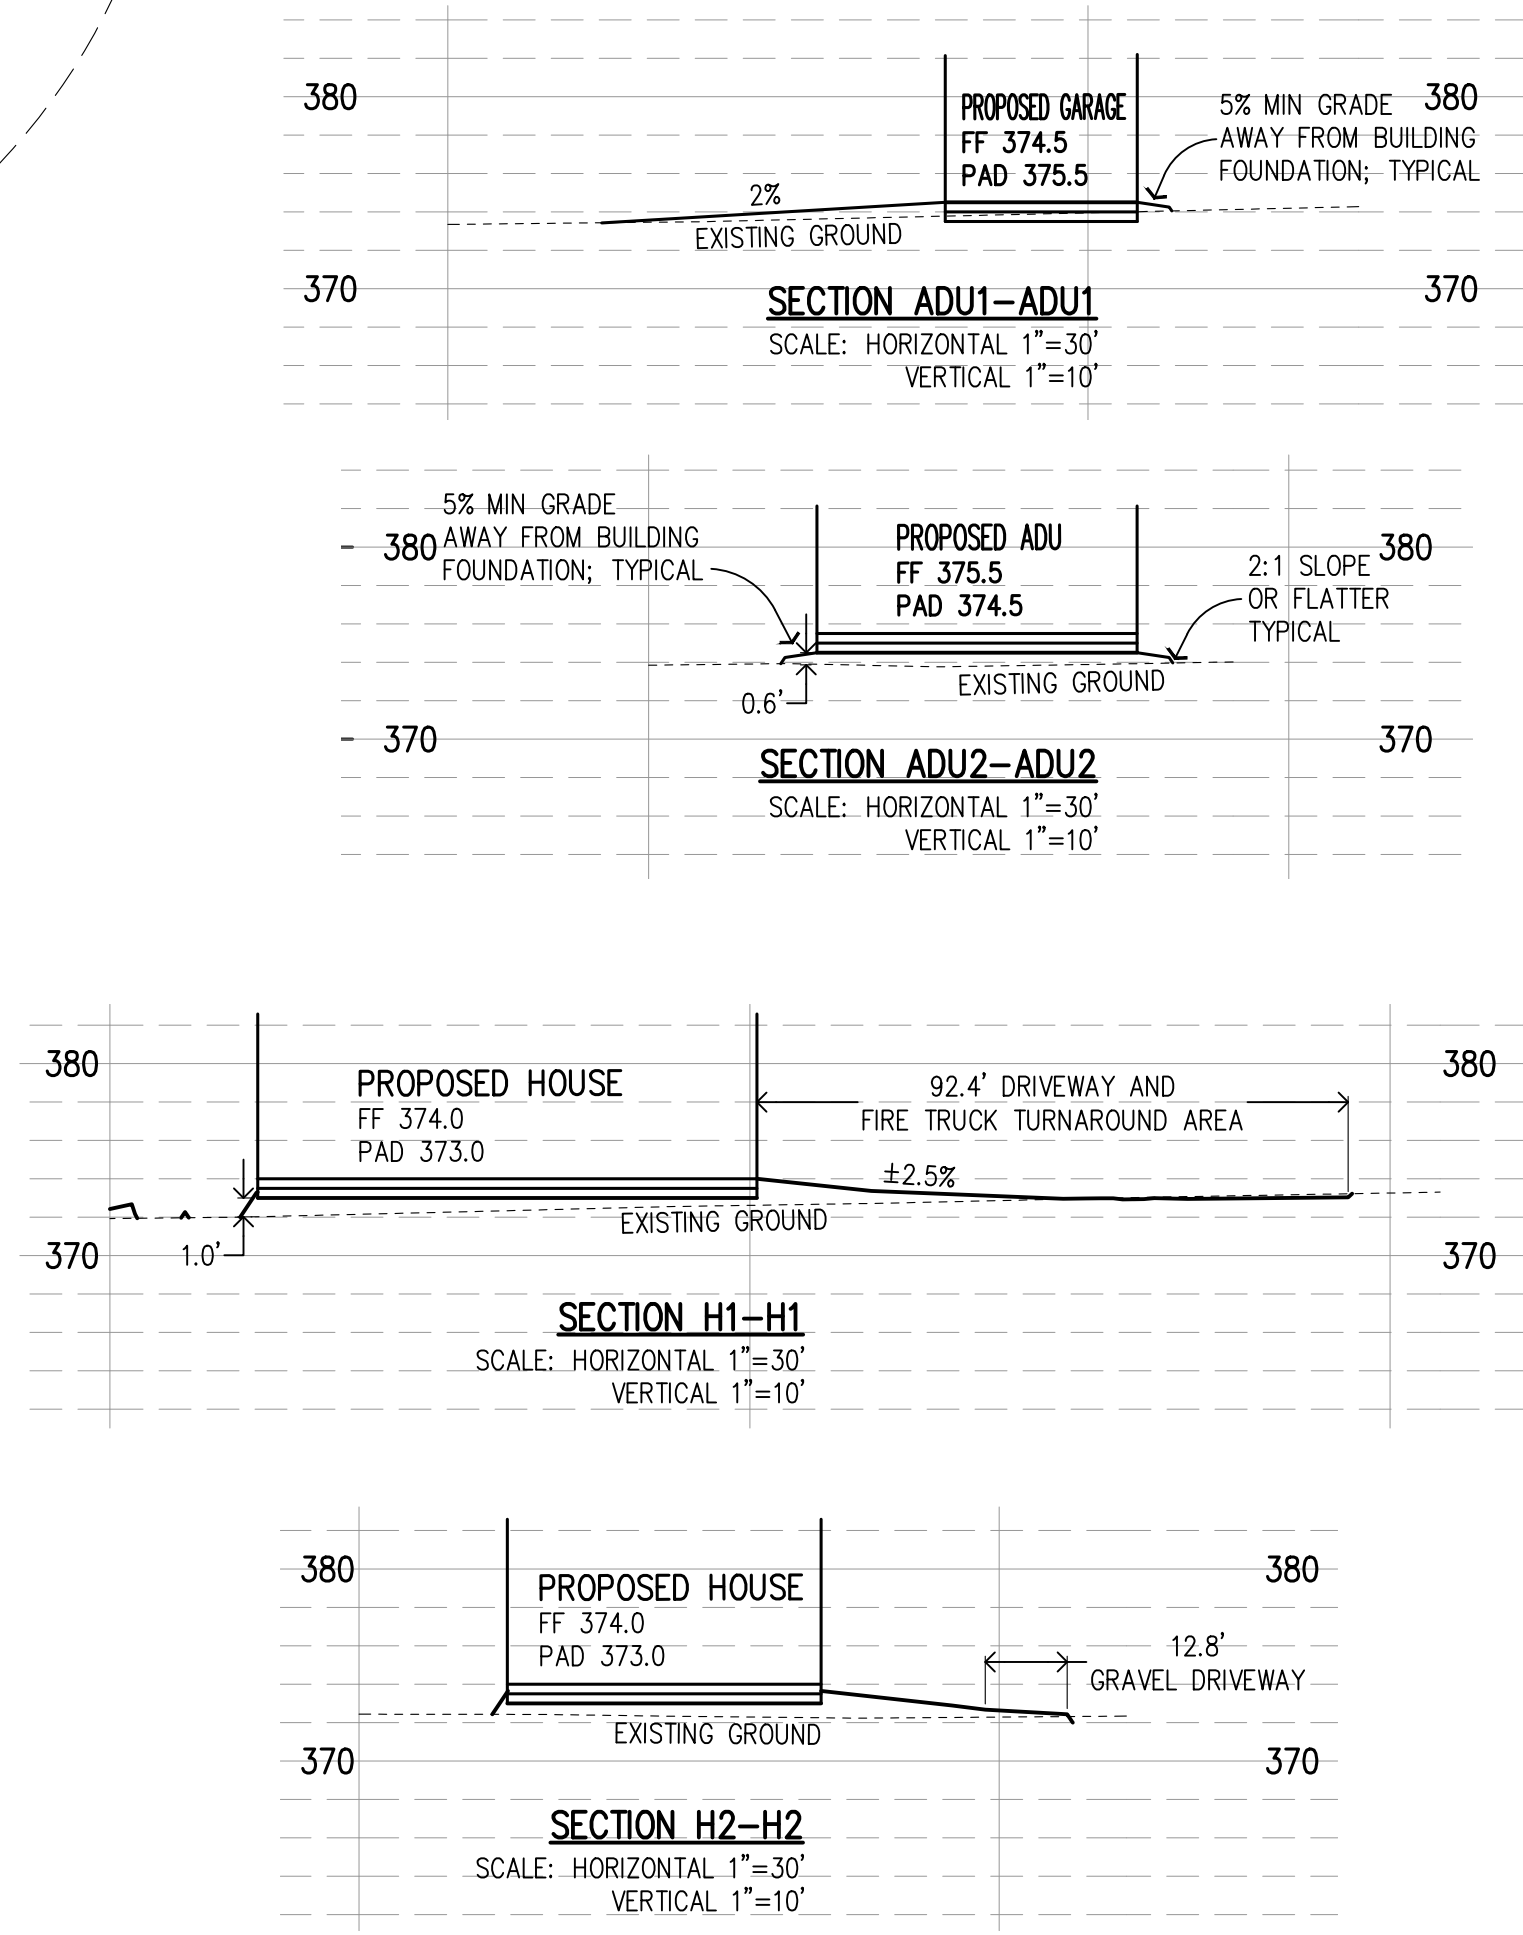 380
PROPOSED GARAGE
FF 374.5
PAD 375.5
5% MIN GRADE
AWAY FROM BUILDING
FOUNDATION; TYPICAL
380
2%
EXISTING GROUND
370
370
SECTION ADU1-ADU1
SCALE: HORIZONTAL 1"=30'
VERTICAL 1"=10'
5% MIN GRADE
AWAY FROM BUILDING
FOUNDATION; TYPICAL
380
PROPOSED ADU
FF 375.5
PAD 374.5
380
2:1 SLOPE
OR FLATTER
TYPICAL
0.6'
EXISTING GROUND
370
370
SECTION ADU2-ADU2
SCALE: HORIZONTAL 1"=30'
VERTICAL 1"=10'
380
PROPOSED HOUSE
FF 374.0
PAD 373.0
92.4' DRIVEWAY AND
FIRE TRUCK TURNAROUND AREA
380
±2.5%
EXISTING GROUND
1.0'
370
370
SECTION H1-H1
SCALE: HORIZONTAL 1"=30'
VERTICAL 1"=10'
380
PROPOSED HOUSE
FF 374.0
PAD 373.0
380
12.8'
GRAVEL DRIVEWAY
EXISTING GROUND
370
370
SECTION H2-H2
SCALE: HORIZONTAL 1"=30'
VERTICAL 1"=10'